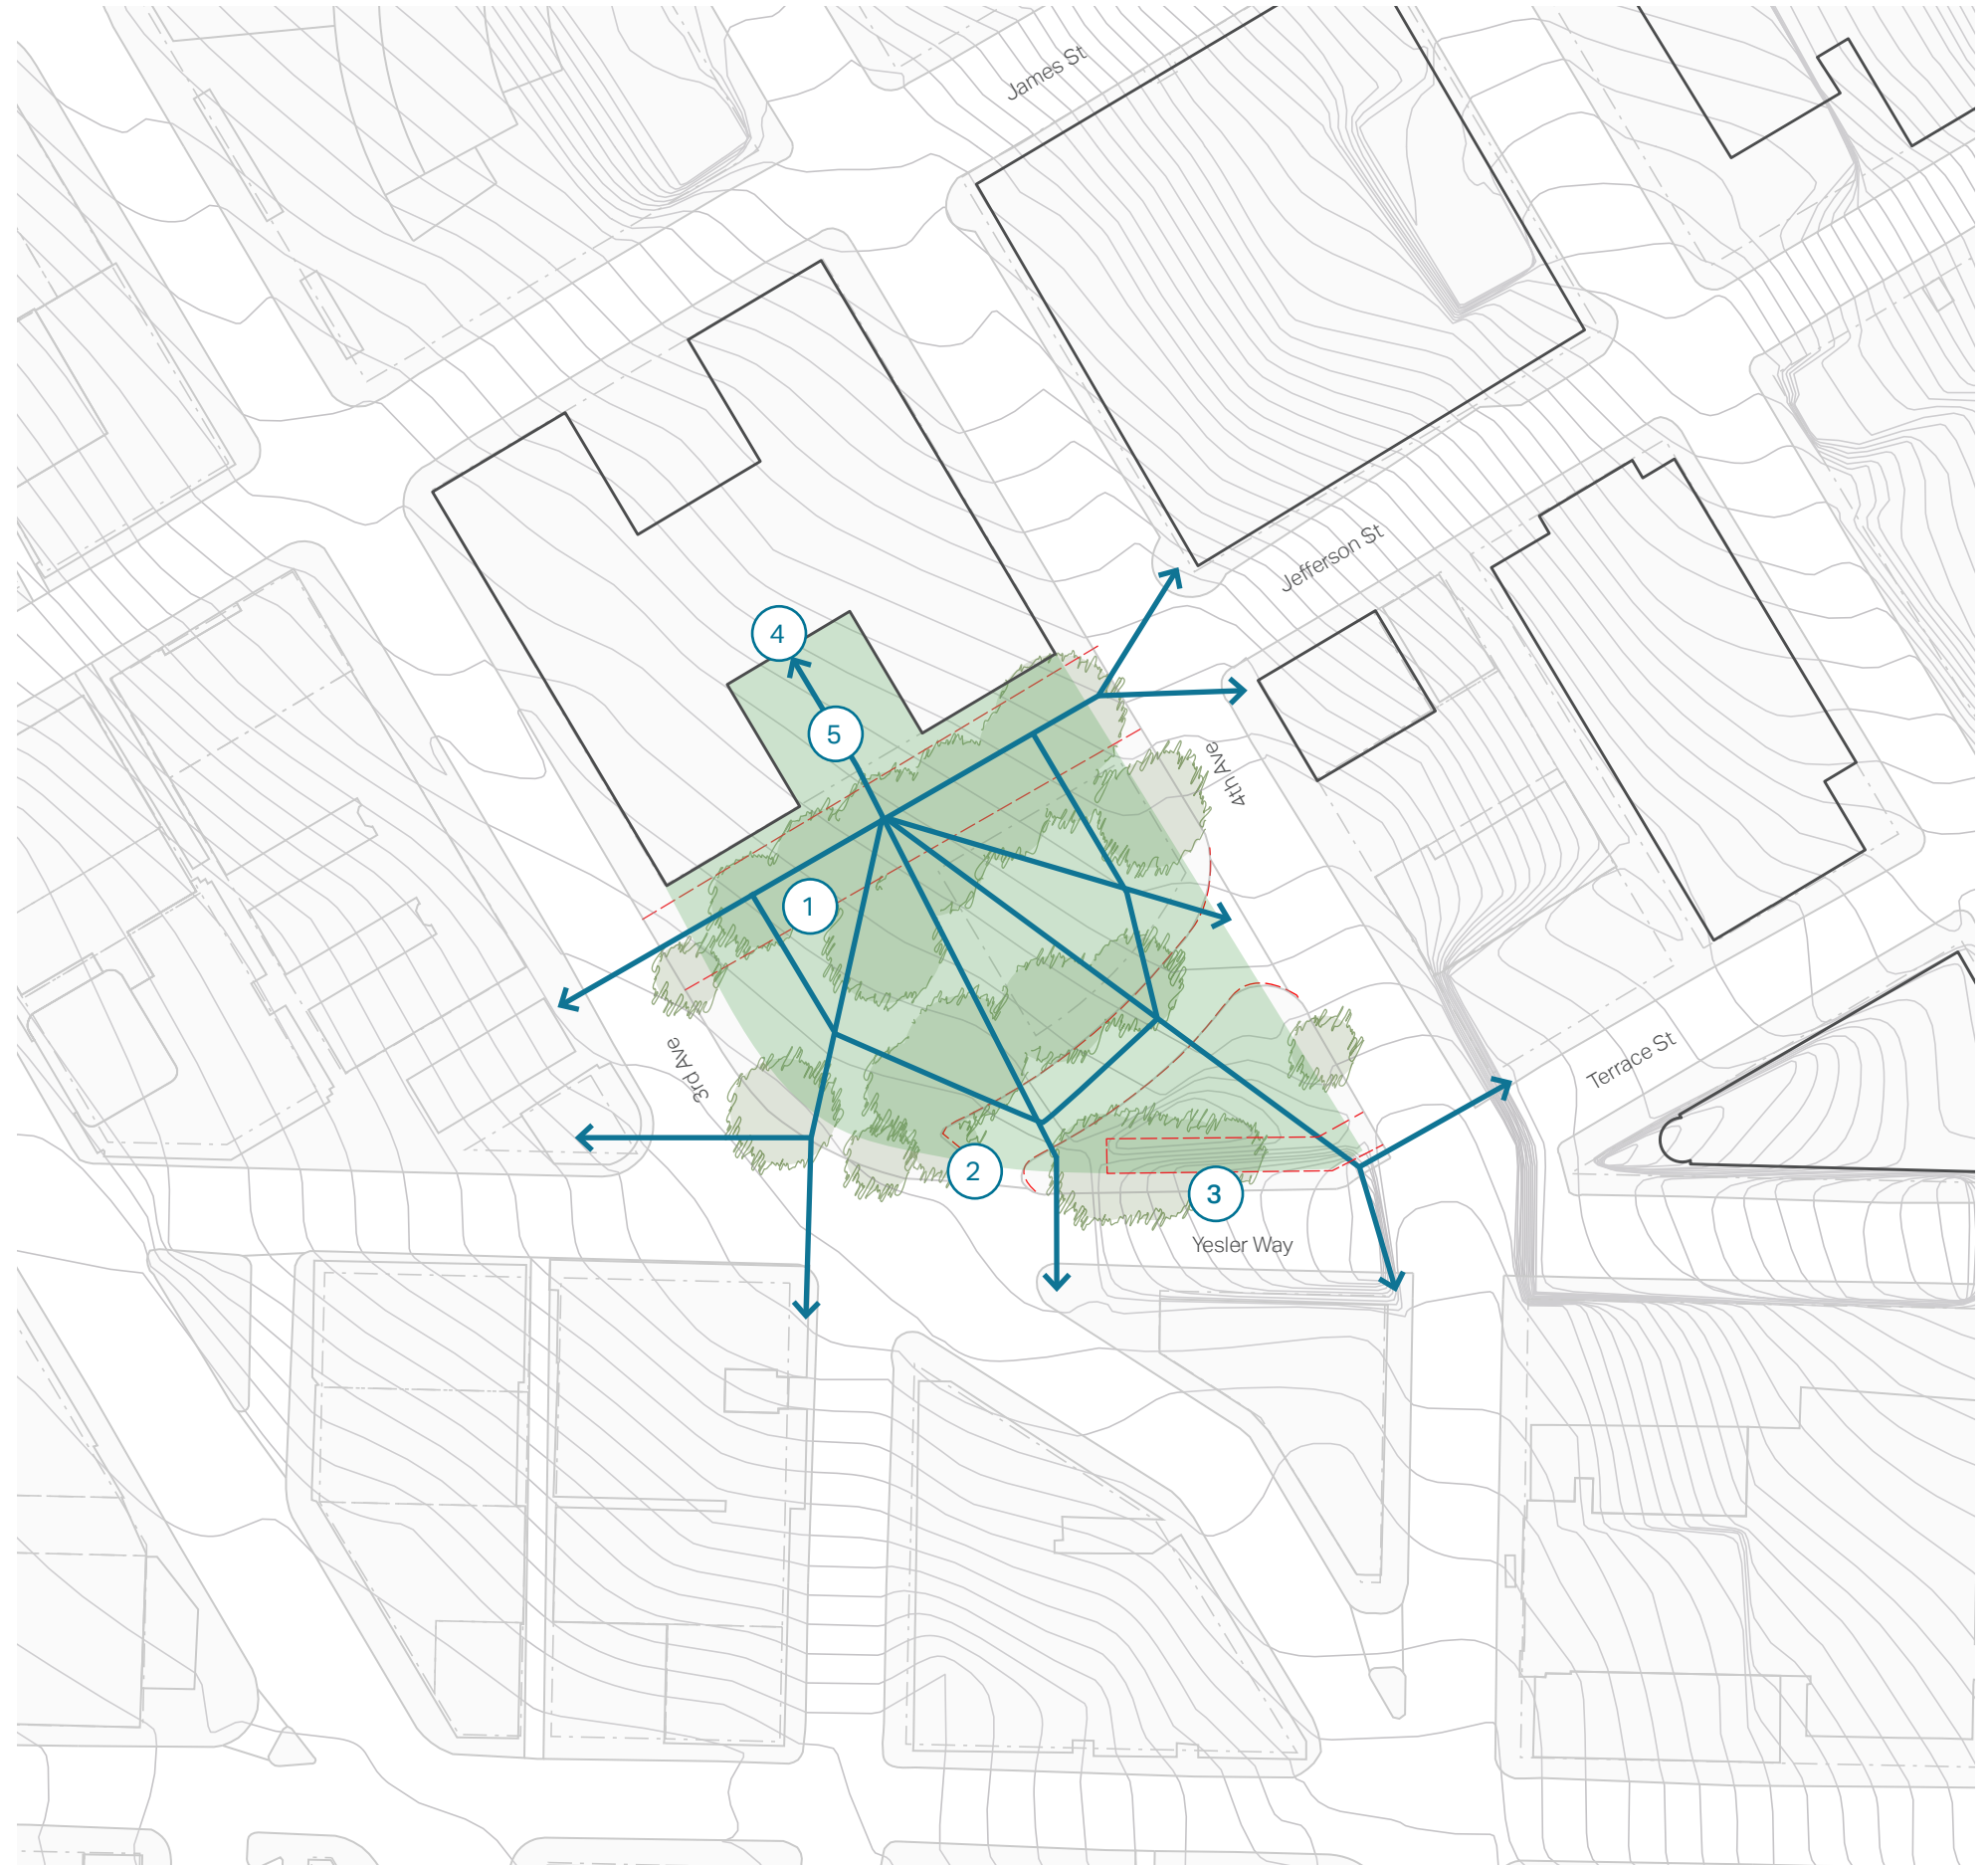 James St
Jefferson St
4
5
4th Ave
1
3rd Ave
Terrace St
2
3
Yesler Way